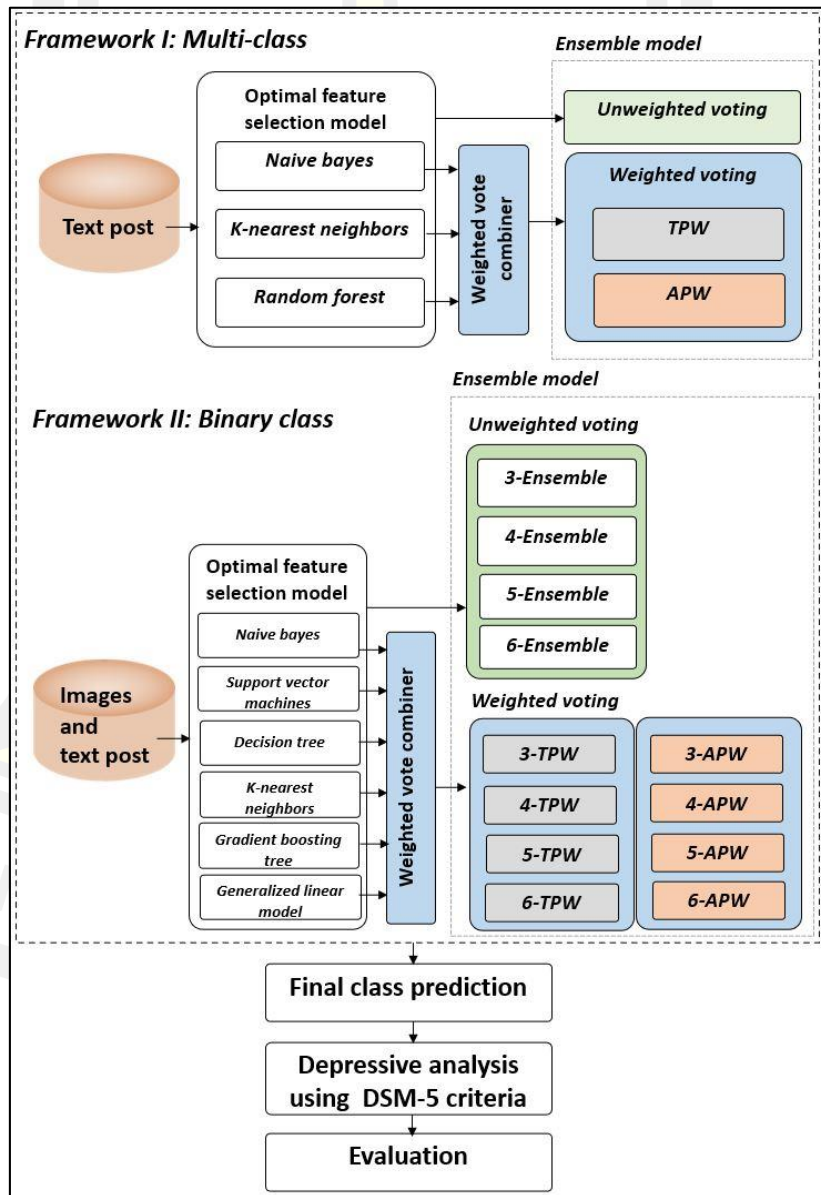 Framework I: Multi-class
Ensemble model
Optimal feature
selection model
Unweighted voting
Naive bayes
Weighted voting
Text post
K-nearest neighbors
Weighted vote
combiner
TPW
Random forest
APW
Ensemble model
Framework II: Binary class
Unweighted voting
3-Ensemble
4-Ensemble
5-Ensemble
6-Ensemble
Optimal feature
selection model
Naive bayes
Support vector
machines
Decision tree
K-nearest
neighbors
Gradient boosting
tree
Generalized linear
model
Images
and
text post
Weighted vote combiner
Weighted voting
3-TPW
4-TPW
5-TPW
6-TPW
3-APW
4-APW
5-APW
6-APW
Final class prediction
Depressive analysis
using DSM-5 criteria
Evaluation